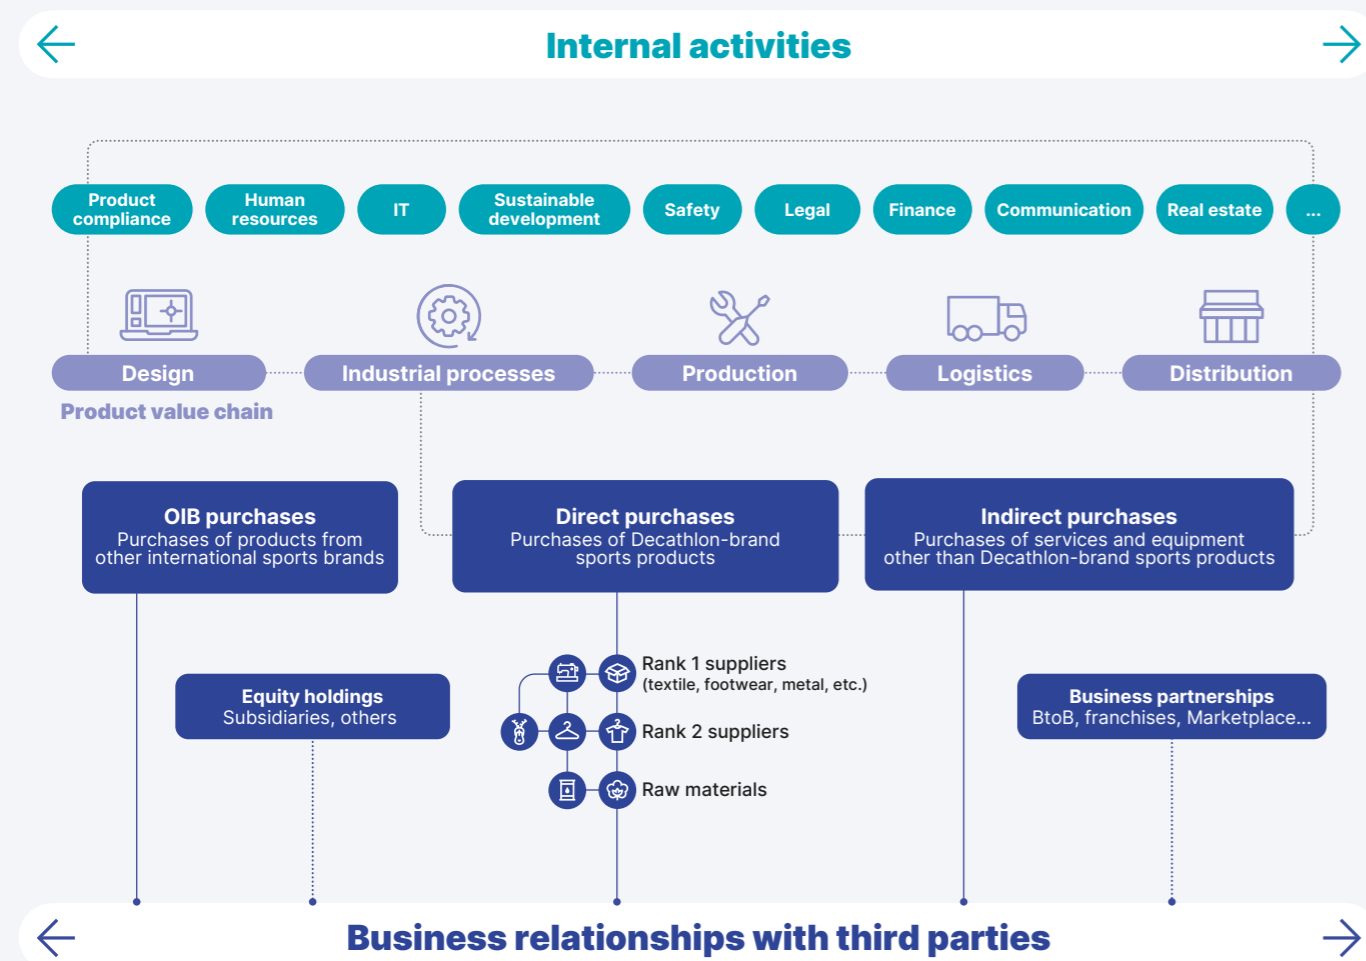 Internal activities
Product
compliance
Human
resources
IT
Sustainable
development
Safety
Legal
Finance
Communication
Real estate
...
Design
Industrial processes
Production
Logistics
Distribution
Product value chain
OIB purchases
Purchases of products from
other international sports brands
Direct purchases
Purchases of Decathlon-brand
sports products
Indirect purchases
Purchases of services and equipment
other than Decathlon-brand sports products
Rank 1 suppliers
(textile, footwear, metal, etc.)
Equity holdings
Subsidiaries, others
Business partnerships
BtoB, franchises, Marketplace...
Rank 2 suppliers
Raw materials
Business relationships with third parties